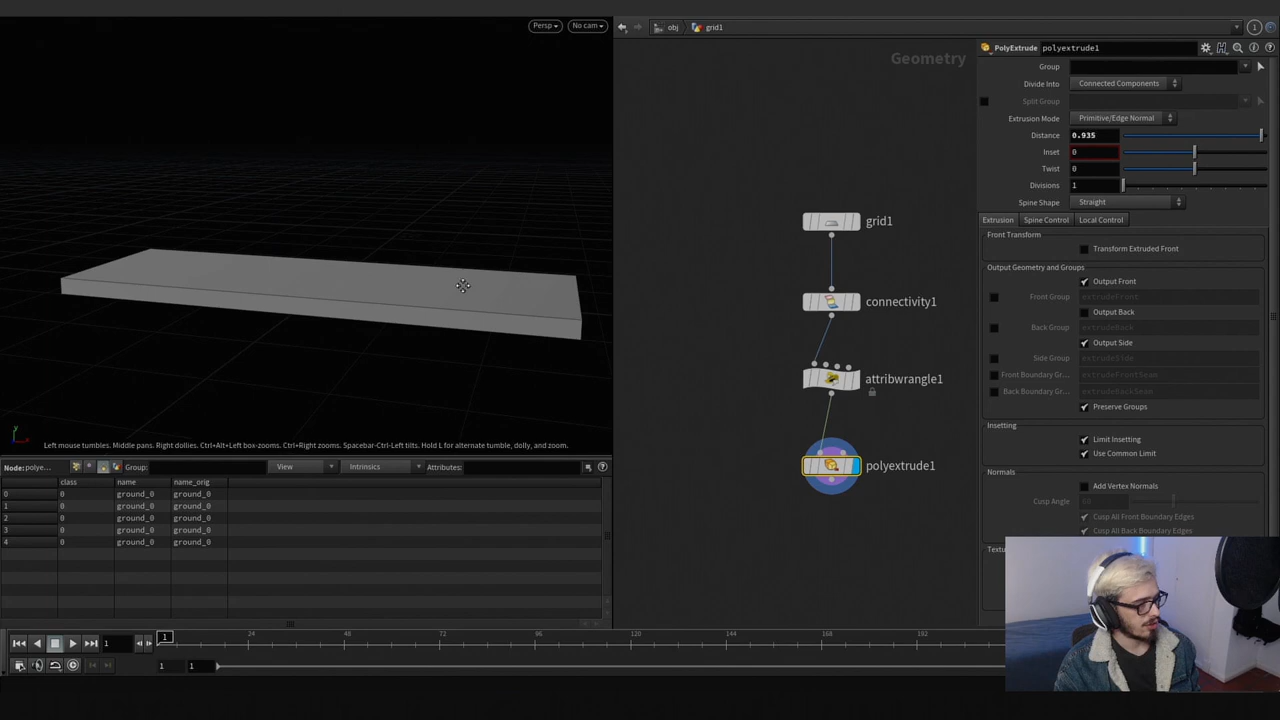 Persp
No cam
obj
grid1
1
Geometry
PolyExtrude
polyextrude1
Group
Divide Into
Connected Components
Split Group
Extrusion Mode
Primitive/Edge Normal
Distance
0.935
Inset
0
Twist
0
Divisions
1
Spine Shape
Straight
Extrusion
Spine Control
Local Control
Front Transform
Transform Extruded Front
Output Geometry and Groups
Output Front
Front Group
extrudeFront
Output Back
Back Group
extrudeBack
Output Side
Side Group
extrudeSide
Front Boundary Gr...
extrudeFrontSeam
Back Boundary Gr...
extrudeBackSeam
Preserve Groups
Insetting
Limit Insetting
Use Common Limit
Normals
Add Vertex Normals
Cusp Angle
60
Cusp All Front Boundary Edges
Cusp All Back Boundary Edges
grid1
connectivity1
attribwrangle1
polyextrude1
Left mouse tumbles. Right dollies. Ctrl+Alt+Left box-zooms. Ctrl+Right zooms. Spacebar-Ctrl-Left tilts. Hold L for alternate tumble, dolly, and zoom.
Node: polye...
Group:
View
Intrinsics
Attributes:
class name name_orig
0 0 ground_0 ground_0
1 0 ground_0 ground_0
2 0 ground_0 ground_0
3 0 ground_0 ground_0
4 0 ground_0 ground_0
1
1
24 48 72 96 120 144 168 192
1 1